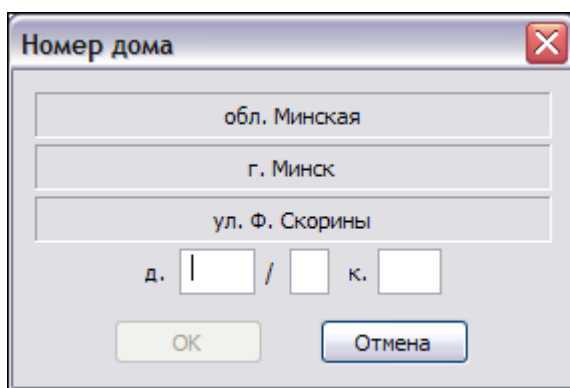 Номер дома
обл. Минская
г. Минск
ул. Ф. Скорины
д. / к.
OK Отмена